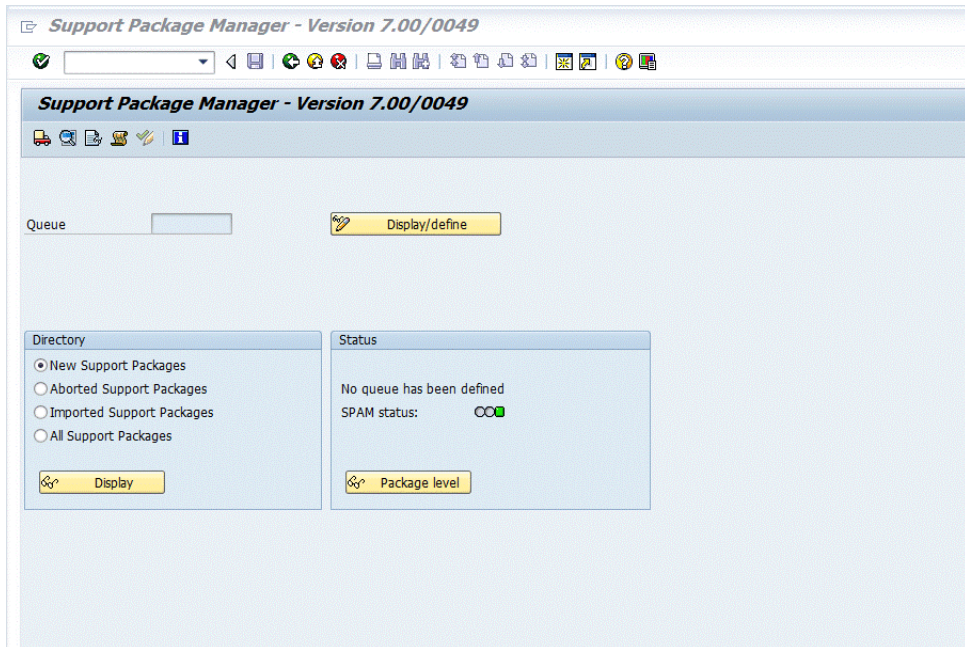 Support Package Manager - Version 7.00/0049
Support Package Manager - Version 7.00/0049
Queue
Display/define
Directory
New Support Packages
Aborted Support Packages
Imported Support Packages
All Support Packages
Display
Status
No queue has been defined
SPAM status:
Package level